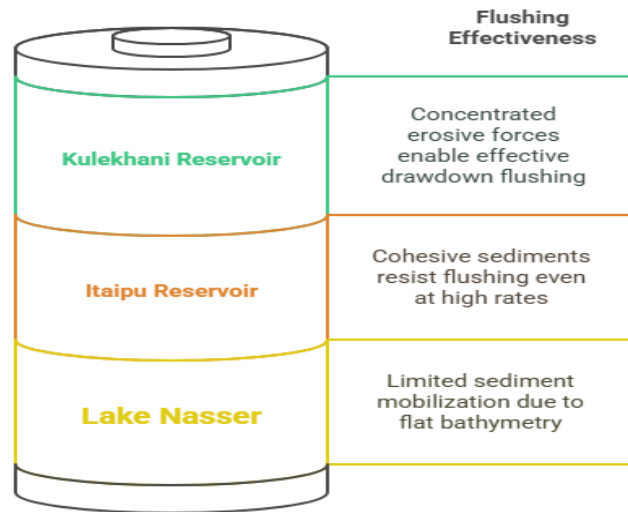 Flushing
Effectiveness
Kulekhani Reservoir
Concentrated
erosive forces
enable effective
drawdown flushing
Itaipu Reservoir
Cohesive sediments
resist flushing even
at high rates
Lake Nasser
Limited sediment
mobilization due to
flat bathymetry